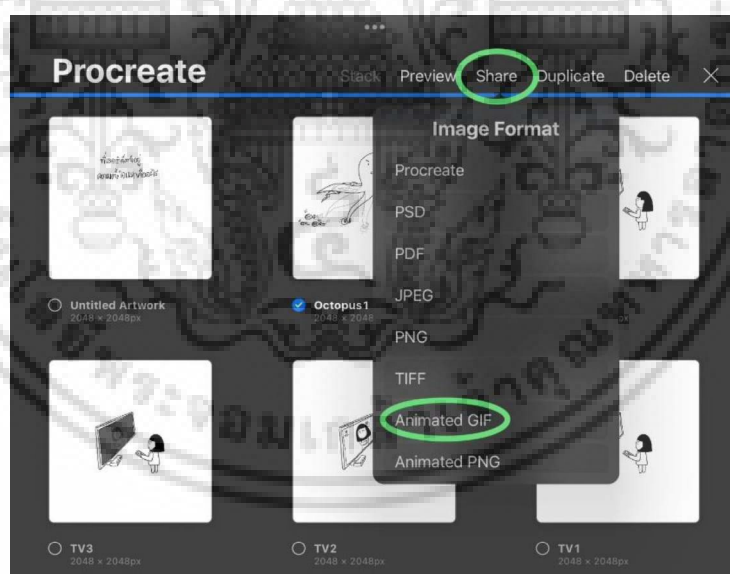 Procreate
Stack Preview Share Duplicate Delete
Image Format
Procreate
PSD
PDF
JPEG
PNG
TIFF
Animated GIF
Animated PNG
Untitled Artwork
2048 × 2048px
Octopus1
2048 × 2048
TV3
2048 × 2048px
TV2
2048 × 2048px
TV1
2048 × 2048px